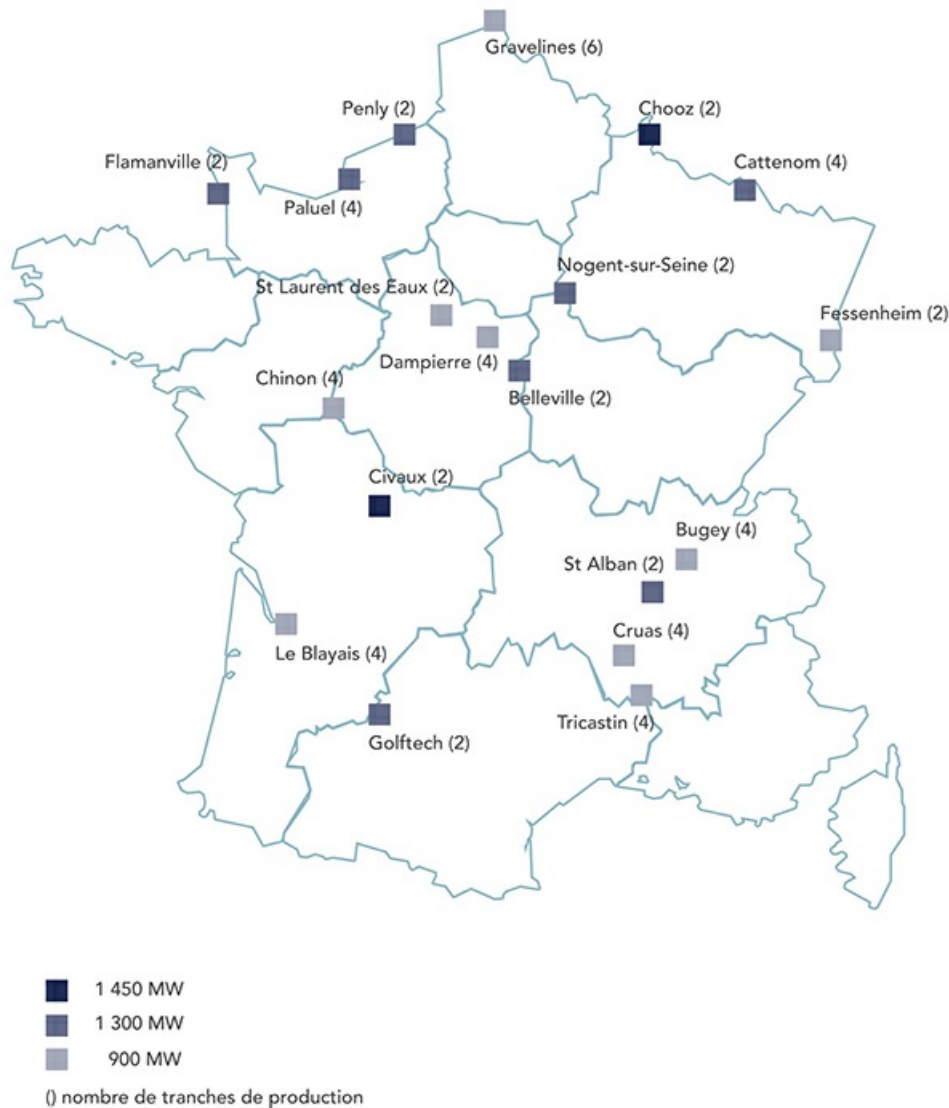 Gravelines (6)
Penly (2)
Chooz (2)
Flamanville (2)
Cattenom (4)
Paluel (4)
Nogent-sur-Seine (2)
St Laurent des Eaux (2)
Fessenheim (2)
Dampierre (4)
Chinon (4)
Belleville (2)
Civaux (2)
Bugey (4)
St Alban (2)
Cruas (4)
Le Blayais (4)
Tricastin (4)
Golftech (2)
1 450 MW
1 300 MW
900 MW
() nombre de tranches de production